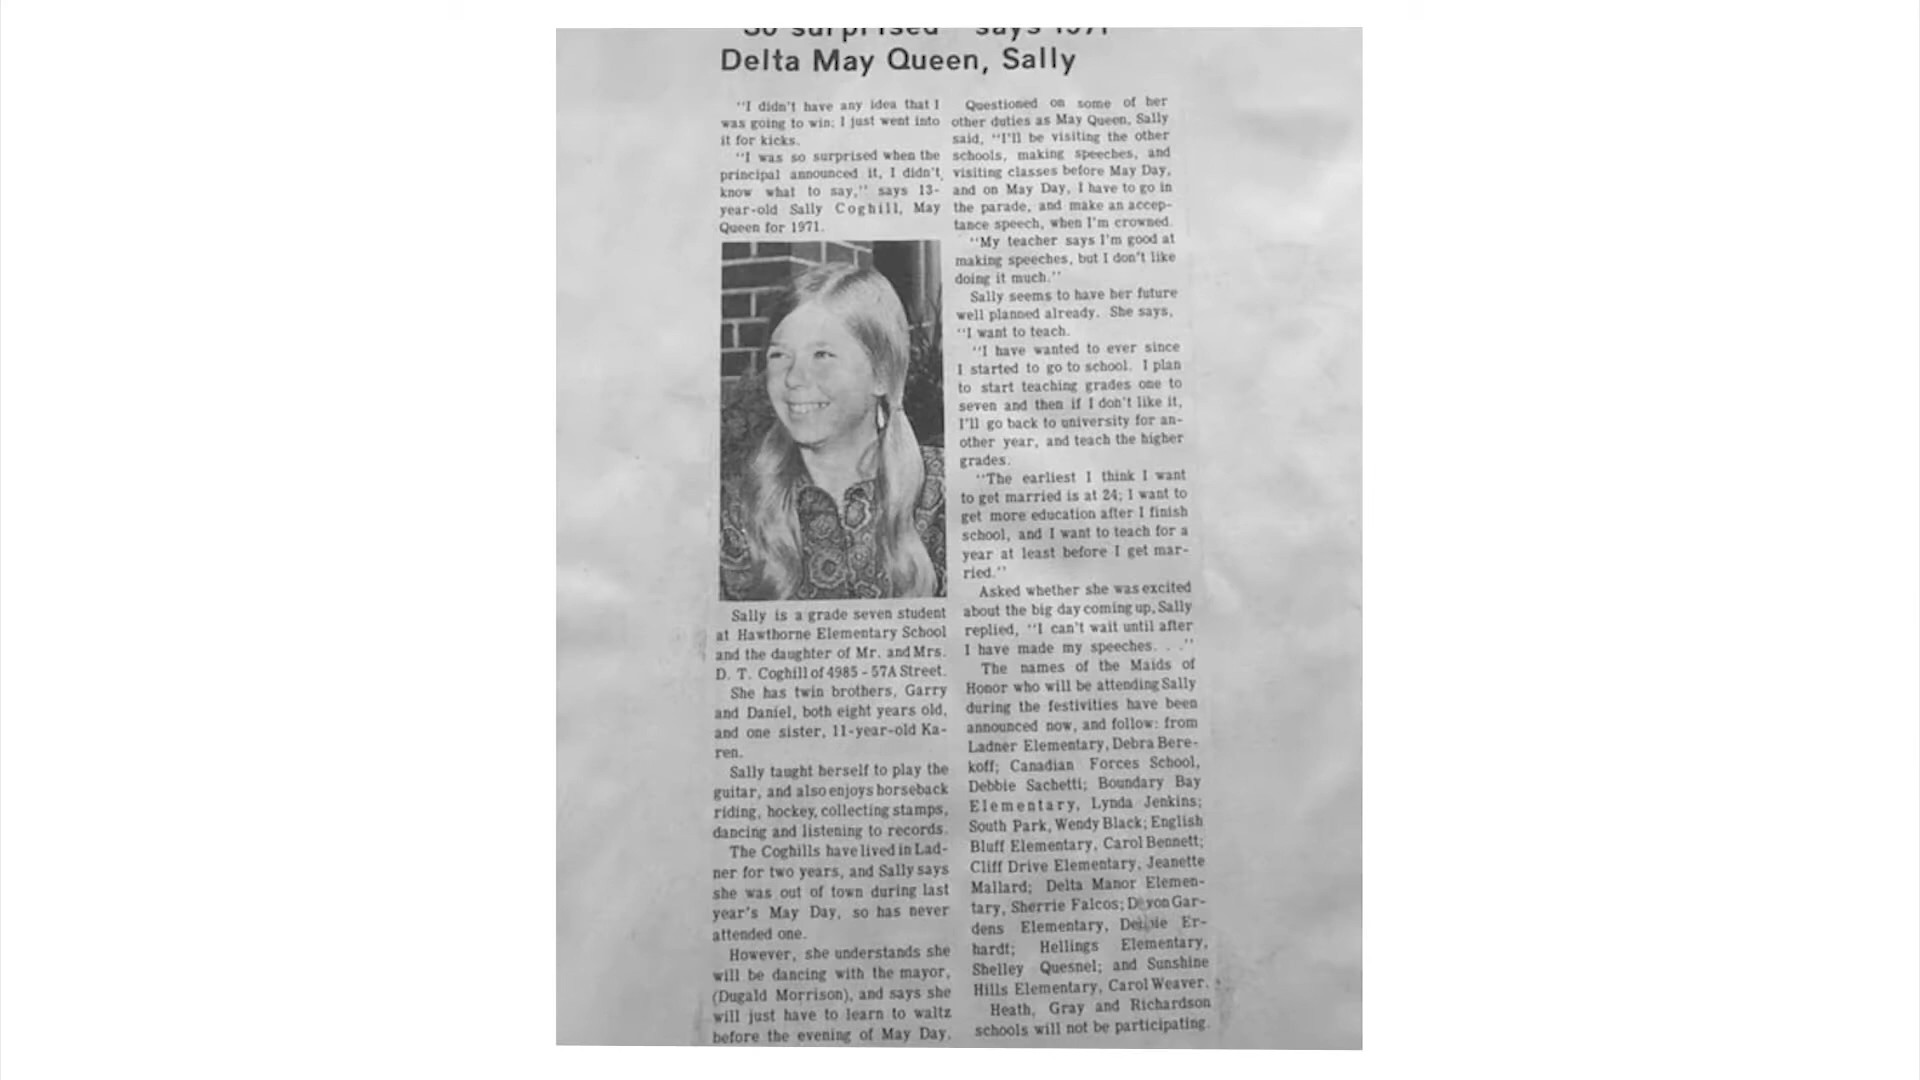 "So surprised" says 1971
Delta May Queen, Sally
"I didn't have any idea that I
was going to win; I just went into
it for kicks.
"I was so surprised when the
principal announced it, I didn't
know what to say," says 13-
year-old Sally Coghill, May
Queen for 1971.
Sally is a grade seven student
at Hawthorne Elementary School
and the daughter of Mr. and Mrs.
D. T. Coghill of 4985 - 57A Street.
She has twin brothers, Garry
and Daniel, both eight years old,
and one sister, 11-year-old Ka-
ren.
Sally taught herself to play the
guitar, and also enjoys horseback
riding, hockey, collecting stamps,
dancing and listening to records.
The Coghills have lived in Lad-
ner for two years, and Sally says
she was out of town during last
year's May Day, so has never
attended one.
However, she understands she
will be dancing with the mayor,
(Dugald Morrison), and says she
will just have to learn to waltz
before the evening of May Day.
Questioned on some of her
other duties as May Queen, Sally
said, "I'll be visiting the other
schools, making speeches, and
visiting classes before May Day,
and on May Day, I have to go in
the parade, and make an accep-
tance speech, when I'm crowned.
"My teacher says I'm good at
making speeches, but I don't like
doing it much."
Sally seems to have her future
well planned already. She says,
"I want to teach.
"I have wanted to ever since
I started to go to school. I plan
to start teaching grades one to
seven and then if I don't like it,
I'll go back to university for an-
other year, and teach the higher
grades.
"The earliest I think I want
to get married is at 24; I want to
get more education after I finish
school, and I want to teach for a
year at least before I get mar-
ried."
Asked whether she was excited
about the big day coming up, Sally
replied, "I can't wait until after
I have made my speeches. . ."
The names of the Maids of
Honor who will be attending Sally
during the festivities have been
announced now, and follow: from
Ladner Elementary, Debra Bere-
koff; Canadian Forces School,
Debbie Sachetti; Boundary Bay
Elementary, Lynda Jenkins;
South Park, Wendy Black; English
Bluff Elementary, Carol Bennett;
Cliff Drive Elementary, Jeanette
Mallard; Delta Manor Elemen-
tary, Sherrie Falcos; Devon Gar-
dens Elementary, Debbie Er-
hardt; Hellings Elementary,
Shelley Quesnel; and Sunshine
Hills Elementary, Carol Weaver.
Heath, Gray and Richardson
schools will not be participating.